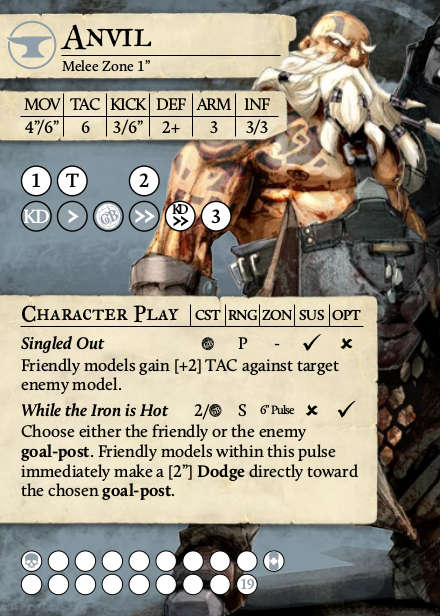 Anvil
Melee Zone 1"
MOV TAC KICK DEF ARM INF
4"/6" 6 3/6" 2+ 3 3/3
1 T 2
KD > GB >> KD >> 3
Character Play CST RNG ZON SUS OPT
Singled Out GB P - ✓ ✘
Friendly models gain [+2] TAC against target
enemy model.
While the Iron is Hot 2/GB S 6" Pulse ✘ ✓
Choose either the friendly or the enemy
goal-post. Friendly models within this pulse
immediately make a [2"] Dodge directly toward
the chosen goal-post.
19